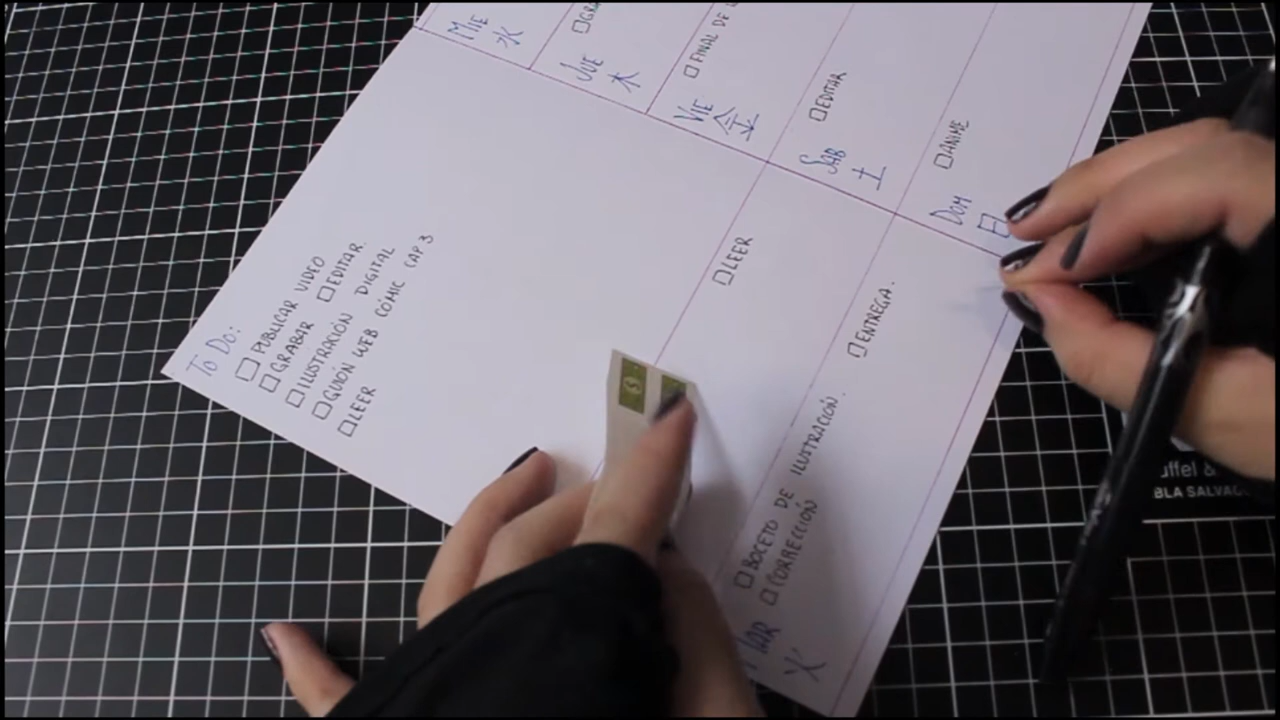 To Do:
PUBLICAR VIDEO
GRABAR
EDITAR.
ILUSTRACIÓN DIGITAL
GUIÓN WEB CÓMIC CAP 3
LEER
MIE
水
JUE
木
VIE
金
FINAL DE
SAB
土
EDITAR
DOM
日
ANIME
LEER
MAR
火
BOCETO DE ILUSTRACIÓN.
CORRECCIÓN
ENTREGA.